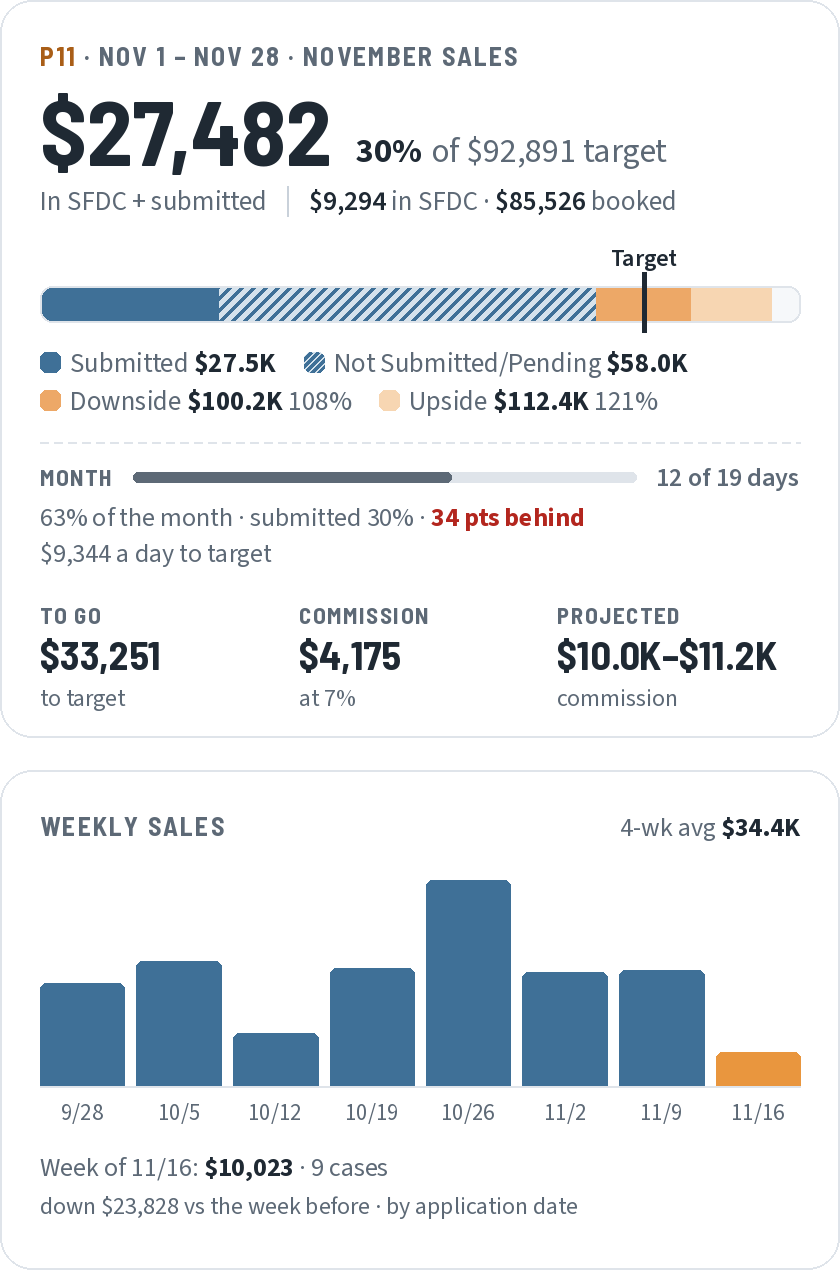 P11 · NOV 1 – NOV 28 · NOVEMBER SALES
$27,482 30% of $92,891 target
In SFDC + submitted $9,294 in SFDC · $85,526 booked
Target
Submitted $27.5K Not Submitted/Pending $58.0K
Downside $100.2K 108% Upside $112.4K 121%
MONTH 12 of 19 days
63% of the month · submitted 30% · 34 pts behind
$9,344 a day to target
TO GO COMMISSION PROJECTED
$33,251 $4,175 $10.0K–$11.2K
to target at 7% commission
WEEKLY SALES 4-wk avg $34.4K
9/28 10/5 10/12 10/19 10/26 11/2 11/9 11/16
Week of 11/16: $10,023 · 9 cases
down $23,828 vs the week before · by application date